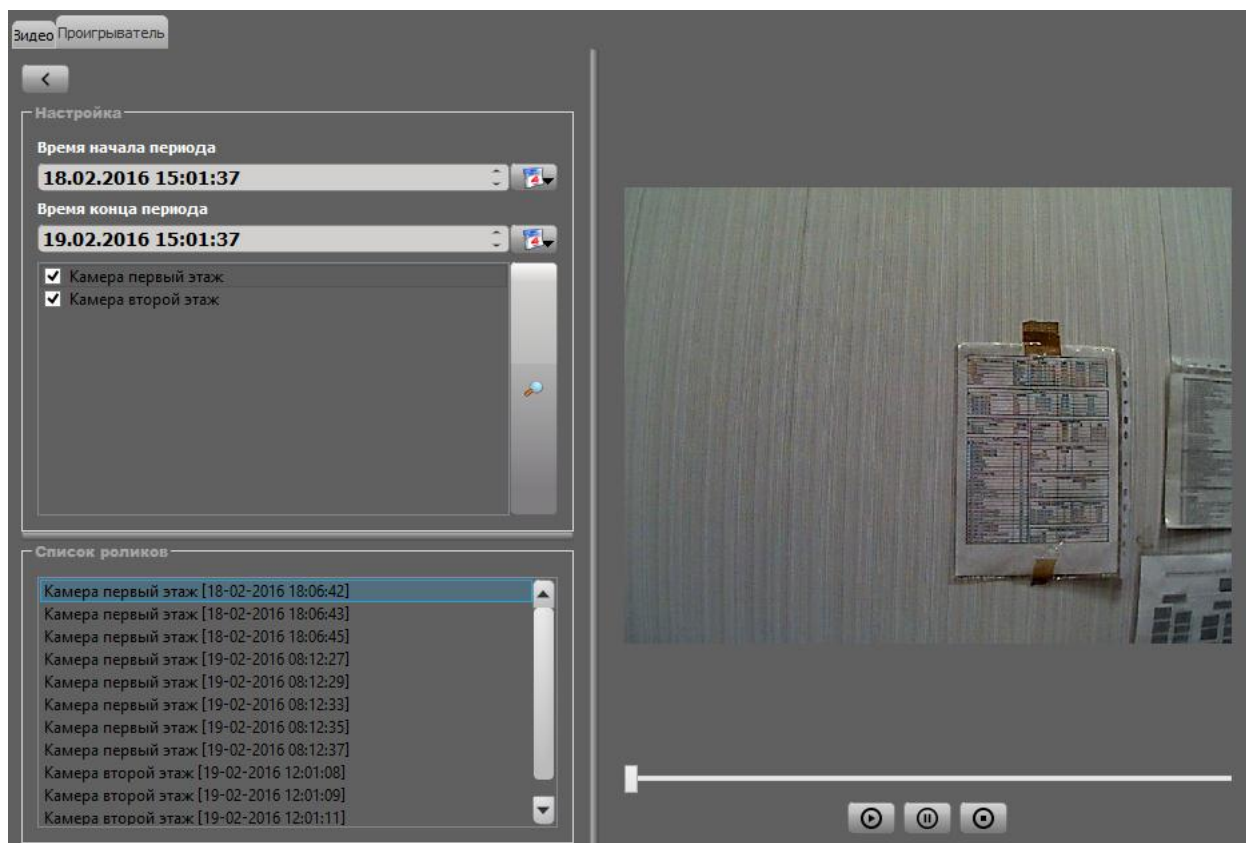 Видео Проигрыватель
Настройка
Время начала периода
18.02.2016 15:01:37
Время конца периода
19.02.2016 15:01:37
Камера первый этаж
Камера второй этаж
Список роликов
Камера первый этаж [18-02-2016 18:06:42]
Камера первый этаж [18-02-2016 18:06:43]
Камера первый этаж [18-02-2016 18:06:45]
Камера первый этаж [19-02-2016 08:12:27]
Камера первый этаж [19-02-2016 08:12:29]
Камера первый этаж [19-02-2016 08:12:33]
Камера первый этаж [19-02-2016 08:12:35]
Камера первый этаж [19-02-2016 08:12:37]
Камера второй этаж [19-02-2016 12:01:08]
Камера второй этаж [19-02-2016 12:01:09]
Камера второй этаж [19-02-2016 12:01:11]